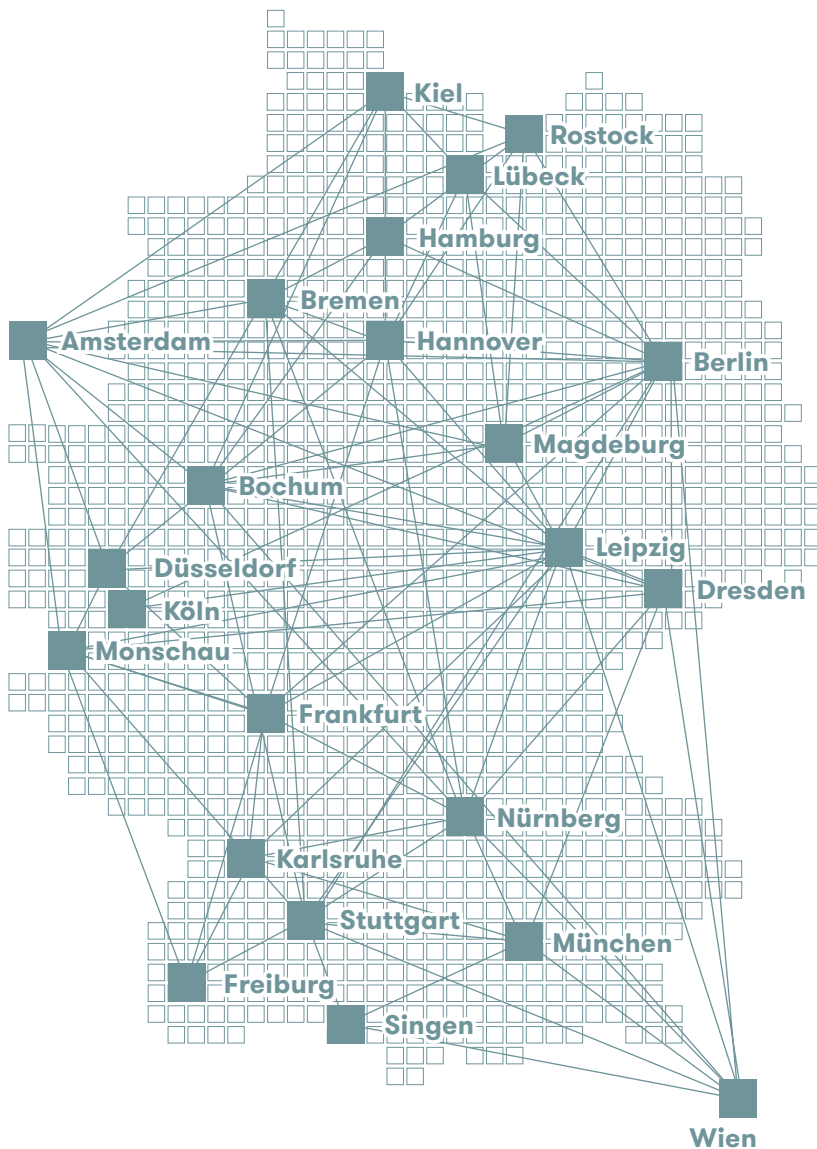 Kiel
Rostock
Lübeck
Hamburg
Bremen
Amsterdam
Hannover
Berlin
Magdeburg
Bochum
Leipzig
Düsseldorf
Dresden
Köln
Monschau
Frankfurt
Nürnberg
Karlsruhe
Stuttgart
München
Freiburg
Singen
Wien